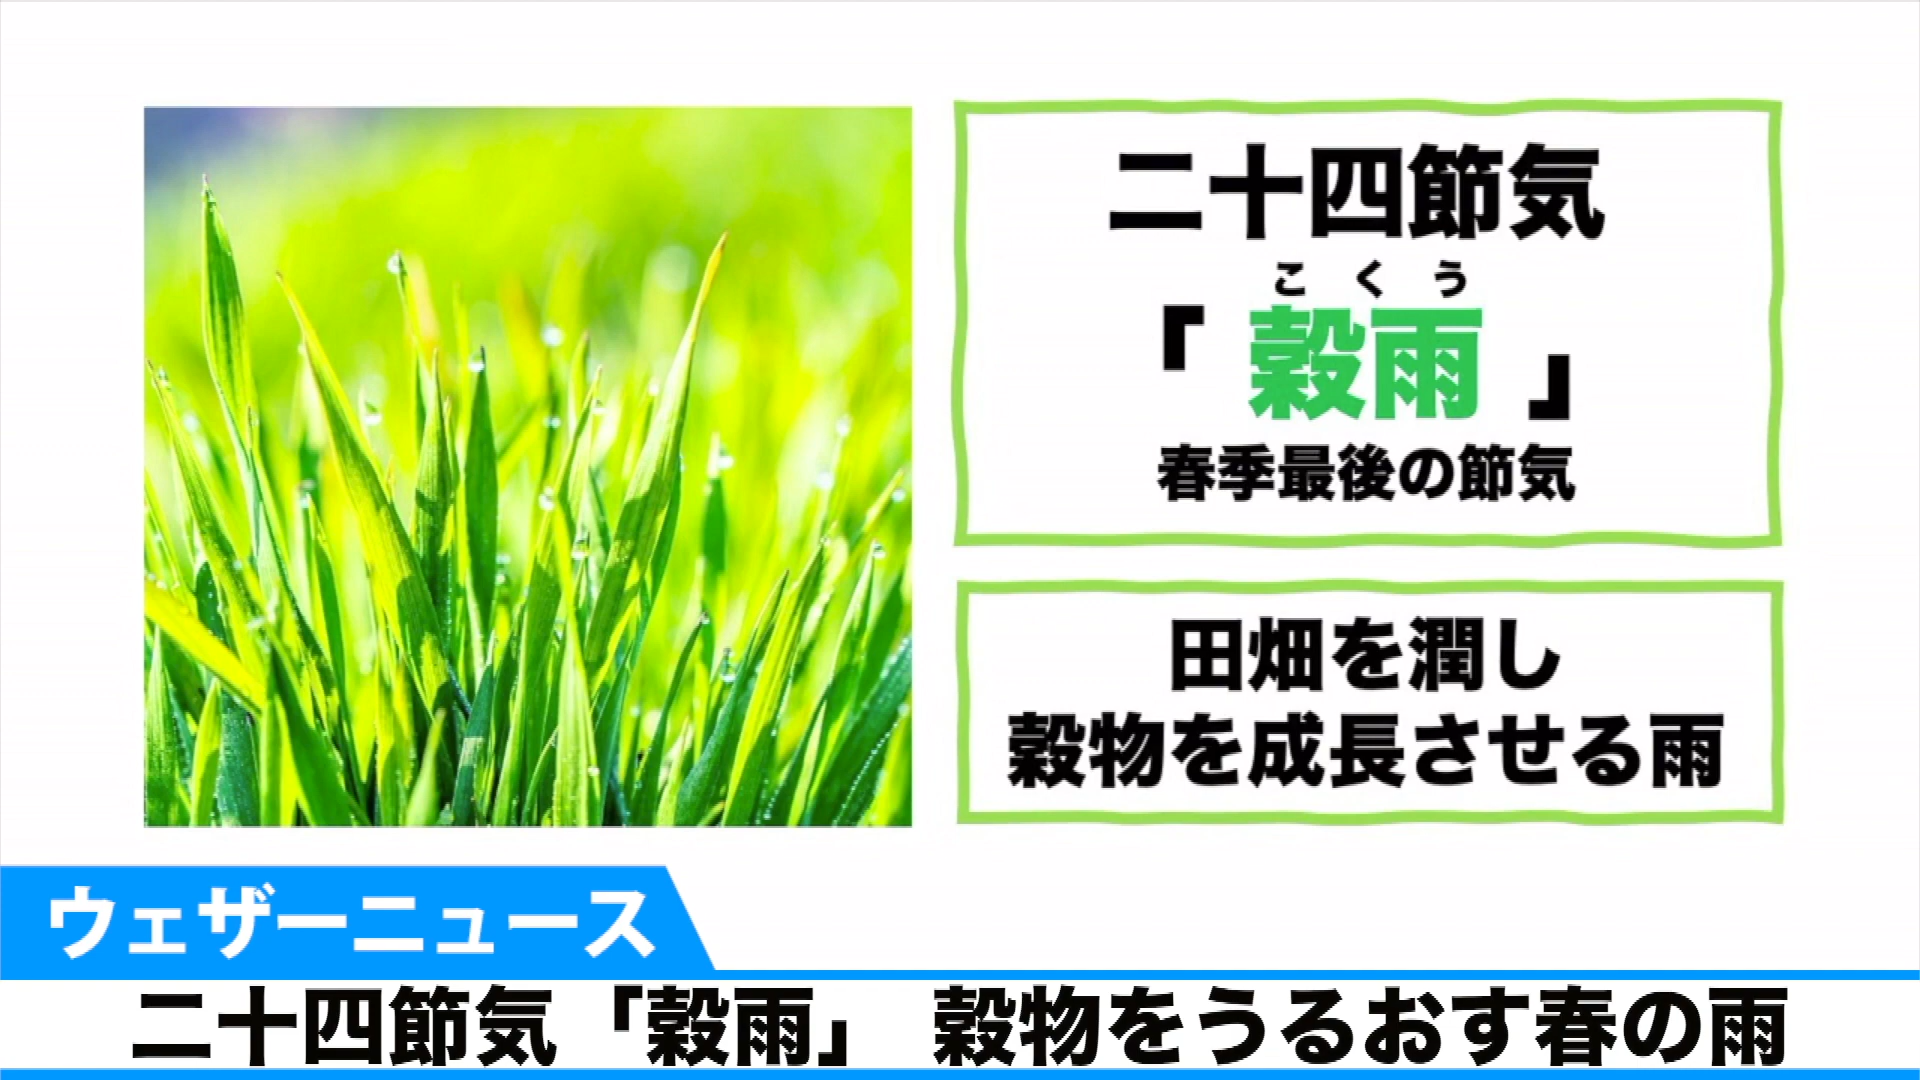 二十四節気
こくう
「穀雨」
春季最後の節気
田畑を潤し
穀物を成長させる雨
ウェザーニュース
二十四節気「穀雨」 穀物をうるおす春の雨